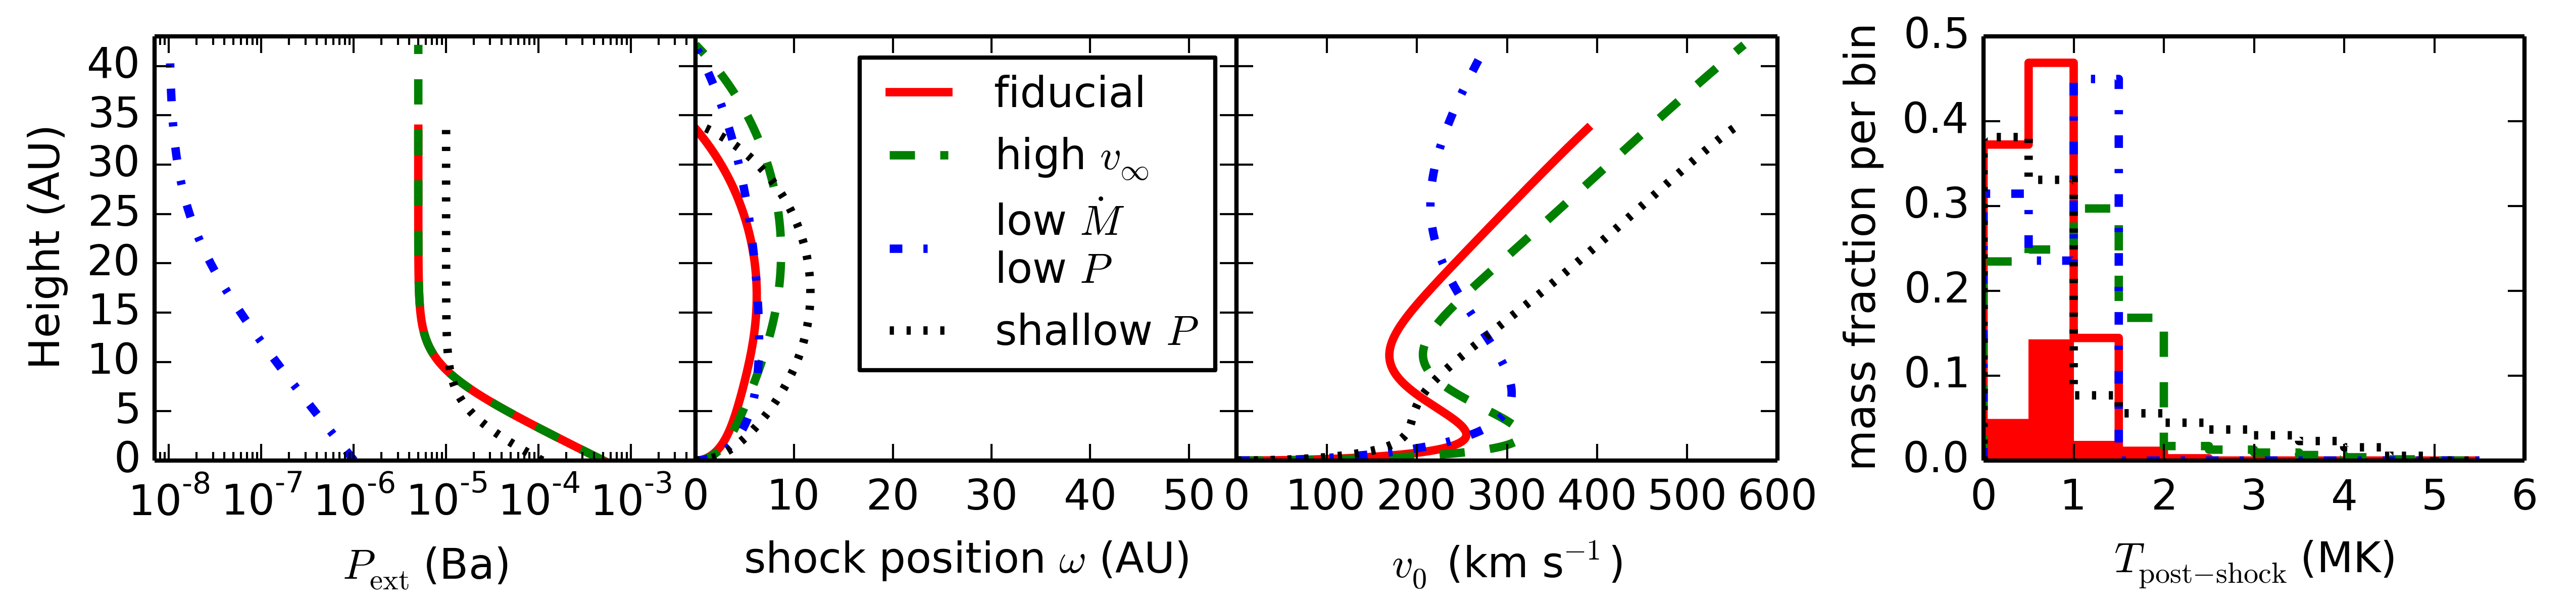 Height (AU)
40
35
30
25
20
15
10
5
0
10^-8 10^-7 10^-6 10^-5 10^-4 10^-3
P_ext (Ba)
0 10 20 30 40 50
shock position ω (AU)
fiducial
high v_∞
low Ṁ
low P
shallow P
0 100 200 300 400 500 600
v_0 (km s^−1)
mass fraction per bin
0.5
0.4
0.3
0.2
0.1
0.0
0 1 2 3 4 5 6
T_post−shock (MK)